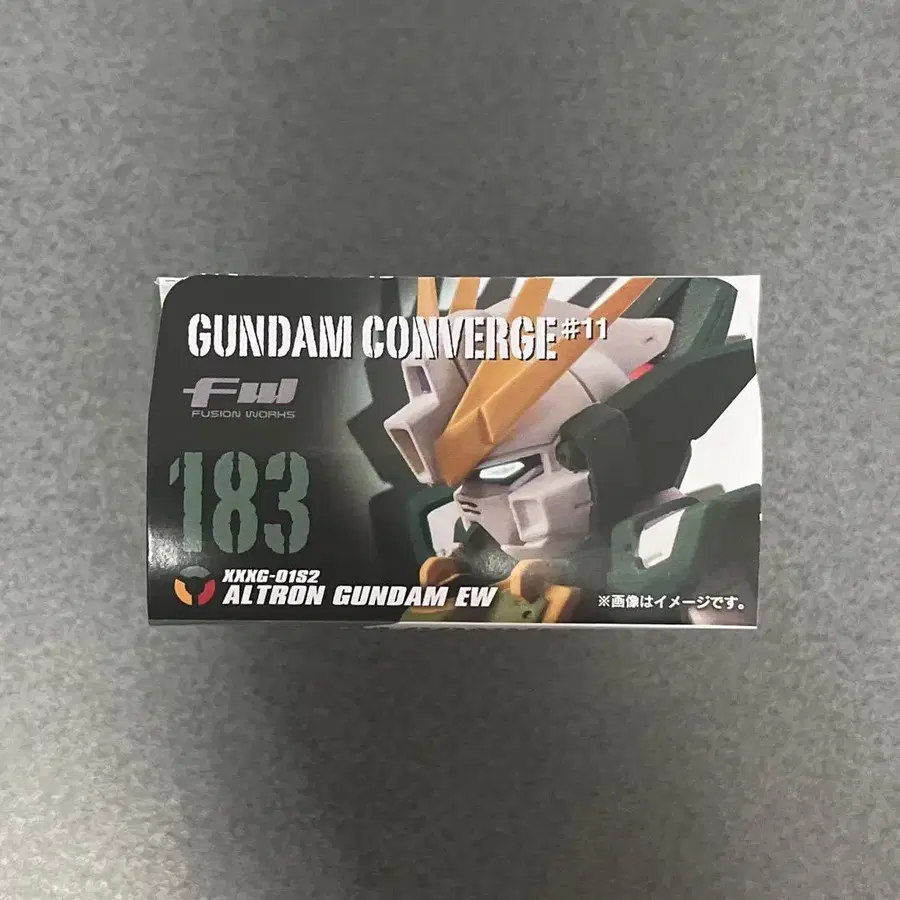 GUNDAM CONVERGE #11
FW
FUSION WORKS
183
XXXG-01S2
ALTRON GUNDAM EW
※画像はイメージです。